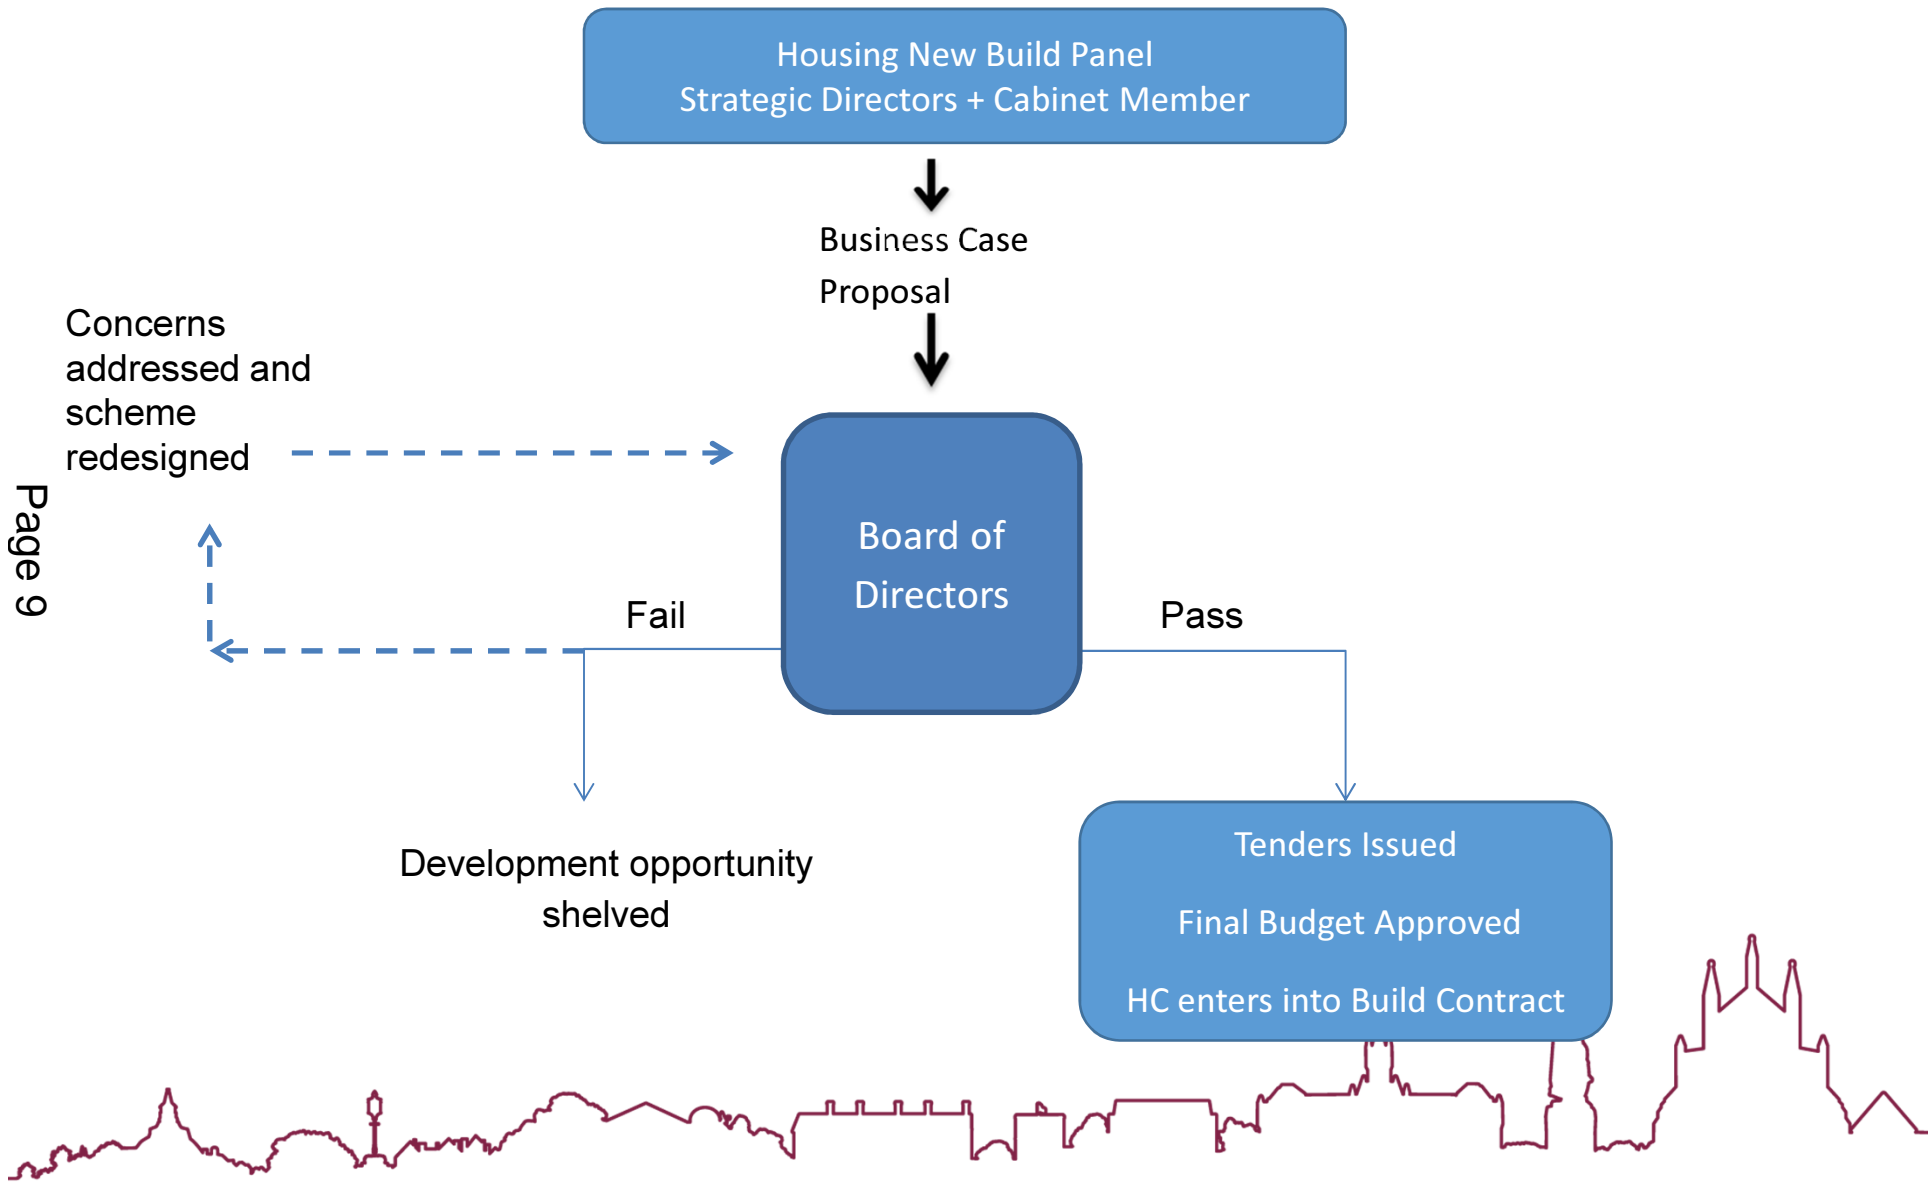 Housing New Build Panel
Strategic Directors + Cabinet Member
Business Case
Proposal
Concerns
addressed and
scheme
redesigned
Page 9
Board of
Directors
Fail
Pass
Development opportunity
shelved
Tenders Issued
Final Budget Approved
HC enters into Build Contract